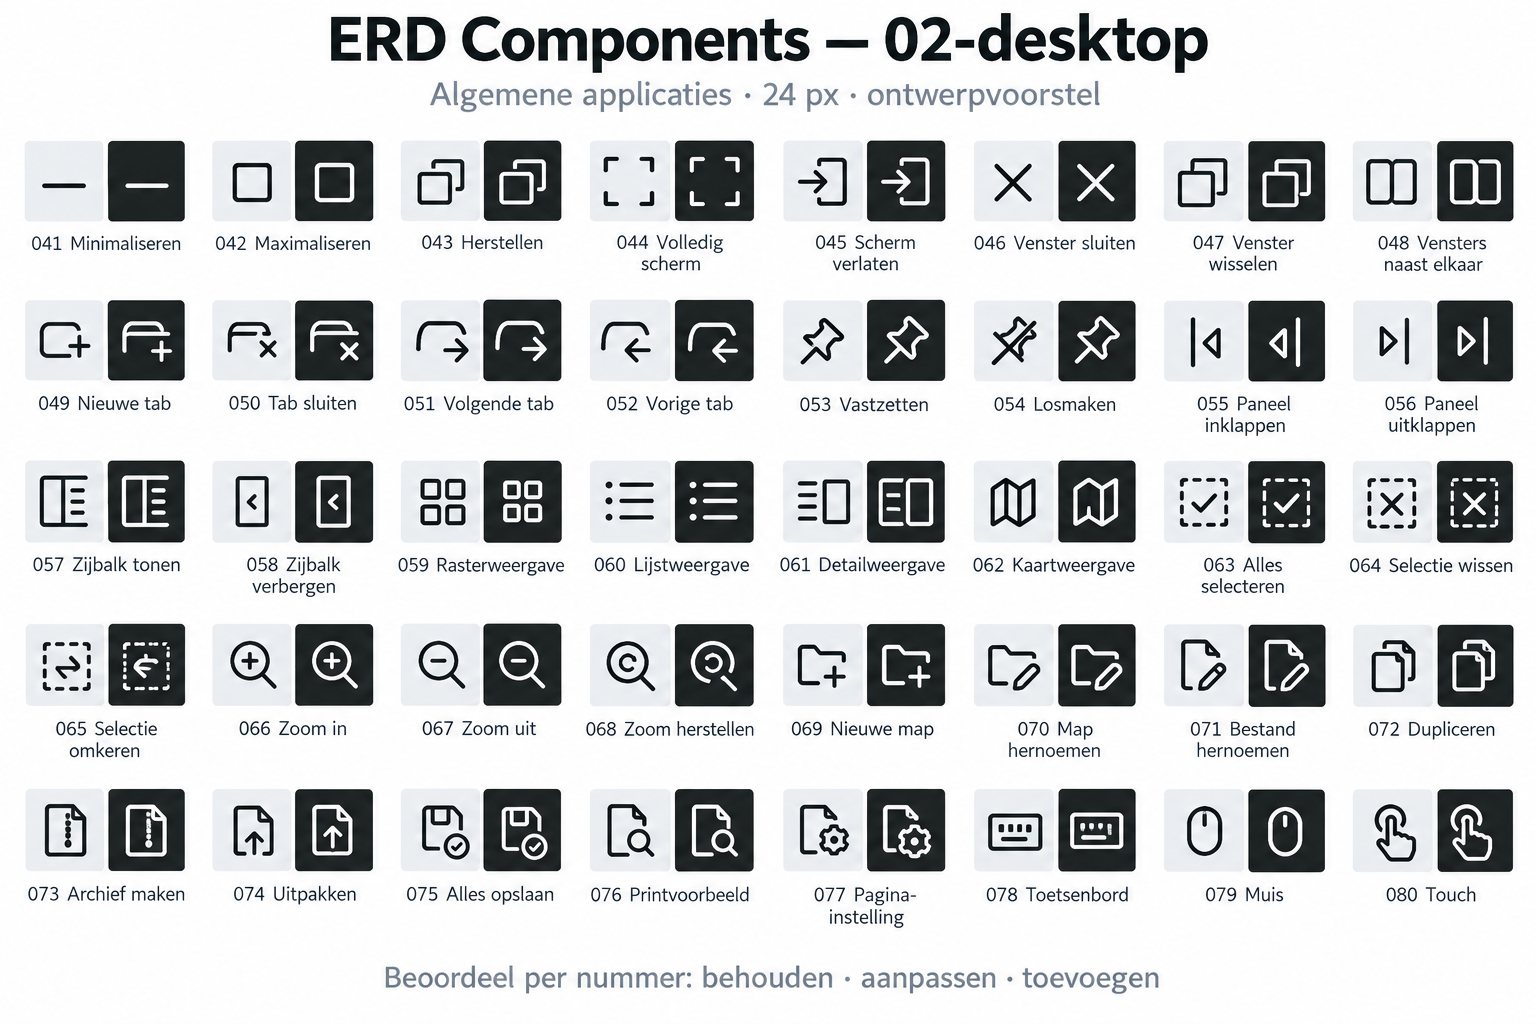 ERD Components — 02-desktop
Algemene applicaties · 24 px · ontwerpvoorstel
041 Minimaliseren
042 Maximaliseren
043 Herstellen
044 Volledig
scherm
045 Scherm
verlaten
046 Venster sluiten
047 Venster
wisselen
048 Vensters
naast elkaar
049 Nieuwe tab
050 Tab sluiten
051 Volgende tab
052 Vorige tab
053 Vastzetten
054 Losmaken
055 Paneel
inklappen
056 Paneel
uitklappen
057 Zijbalk tonen
058 Zijbalk
verbergen
059 Rasterweergave
060 Lijstweergave
061 Detailweergave
062 Kaartweergave
063 Alles
selecteren
064 Selectie wissen
065 Selectie
omkeren
066 Zoom in
067 Zoom uit
068 Zoom herstellen
069 Nieuwe map
070 Map
hernoemen
071 Bestand
hernoemen
072 Dupliceren
073 Archief maken
074 Uitpakken
075 Alles opslaan
076 Printvoorbeeld
077 Pagina-
instelling
078 Toetsenbord
079 Muis
080 Touch
Beoordeel per nummer: behouden · aanpassen · toevoegen